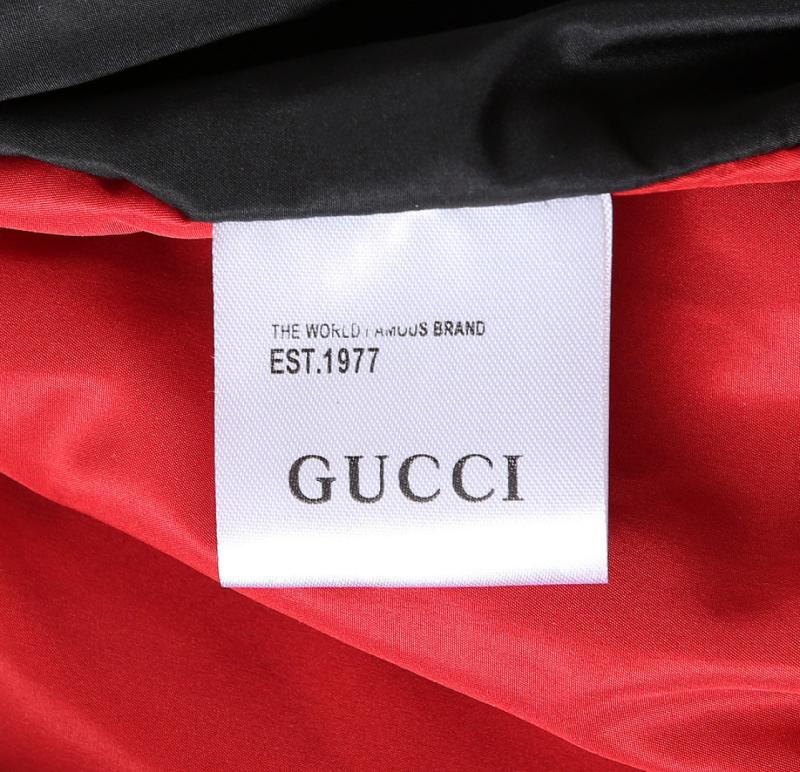 THE WORLD FAMOUS BRAND
EST.1977
GUCCI